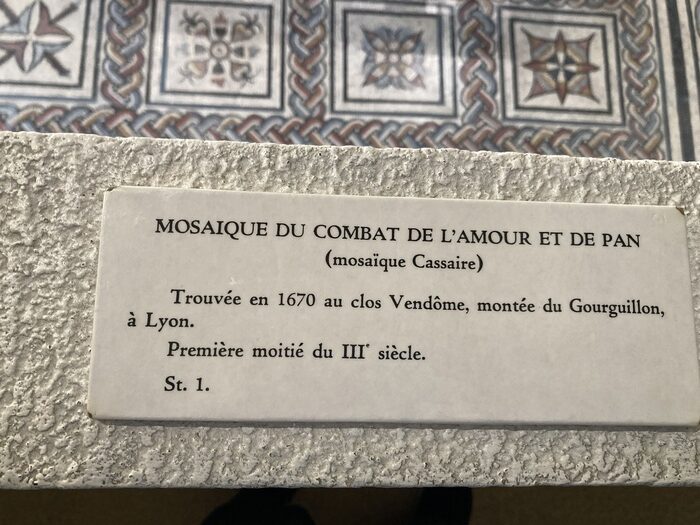 MOSAIQUE DU COMBAT DE L'AMOUR ET DE PAN
(mosaïque Cassaire)
Trouvée en 1670 au clos Vendôme, montée du Gourguillon,
à Lyon.
Première moitié du IIIᵉ siècle.
St. 1.